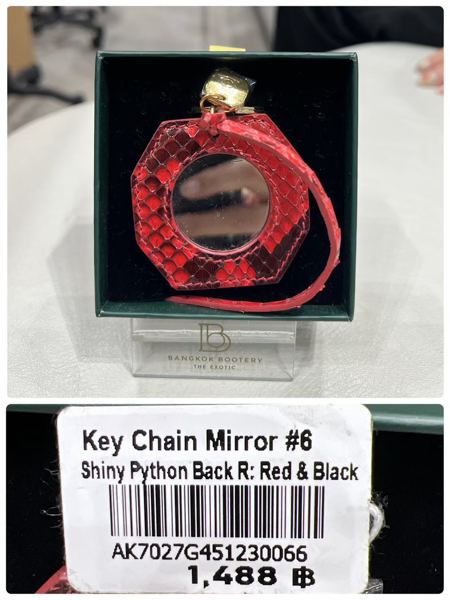 B
BANGKOK BOOTERY
THE EXOTIC
Key Chain Mirror #6
Shiny Python Back R: Red & Black
AK7027G451230066
1,488 ฿